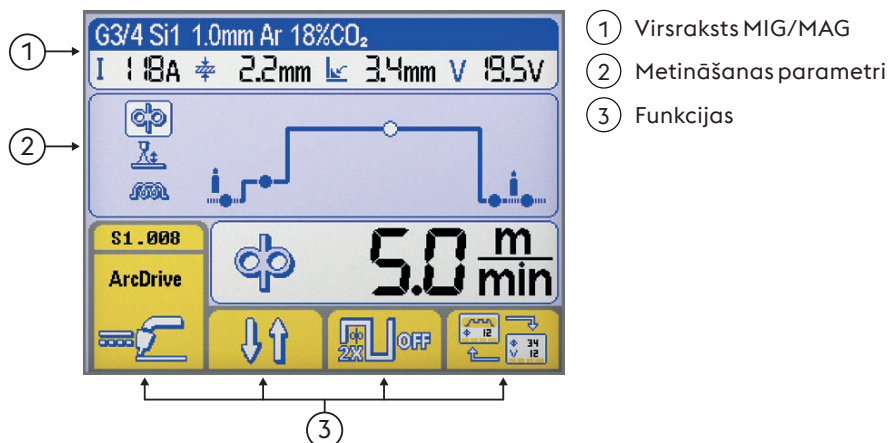 G3/4 Si1 1.0mm Ar 18%CO₂
I 118A 2.2mm 3.4mm V 19.5V
S1.008
ArcDrive
5.0 m/min
2X OFF
12
34
V 12
1
2
3
1 Virsraksts MIG/MAG
2 Metināšanas parametri
3 Funkcijas